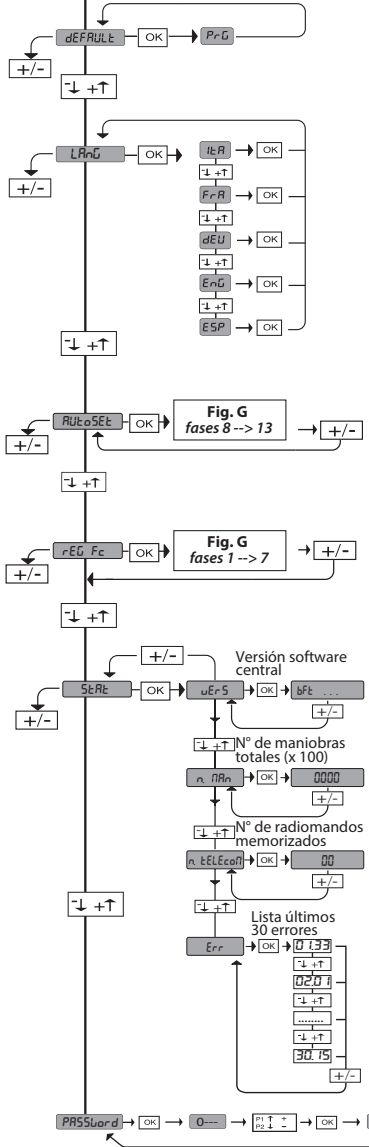 dEFAULt OK PrG
+/-
-↓ +↑
LAnG OK ItA OK
+/-
-↓ +↑
FrA OK
-↓ +↑
dEU OK
-↓ +↑
EnG OK
-↓ +↑
ESP OK
-↓ +↑
AUtoSEt OK Fig. G
fases 8 --> 13
+/-
+/-
-↓ +↑
rEG Fc OK Fig. G
fases 1 --> 7
+/-
+/-
-↓ +↑
+/-
Versión software
central
StAt OK vErS OK bFt ...
+/-
+/-
-↓ +↑
N° de maniobras
totales (x 100)
n. MAn OK 0000
+/-
-↓ +↑
N° de radiomandos
memorizados
n. tELEcoM OK 00
+/-
-↓ +↑
-↓ +↑
Lista últimos
30 errores
Err OK 01.33
-↓ +↑
02.01
-↓ +↑
........
-↓ +↑
30.15
+/-
PASSword OK 0--- P1 ↑ +
P2 ↓ - OK